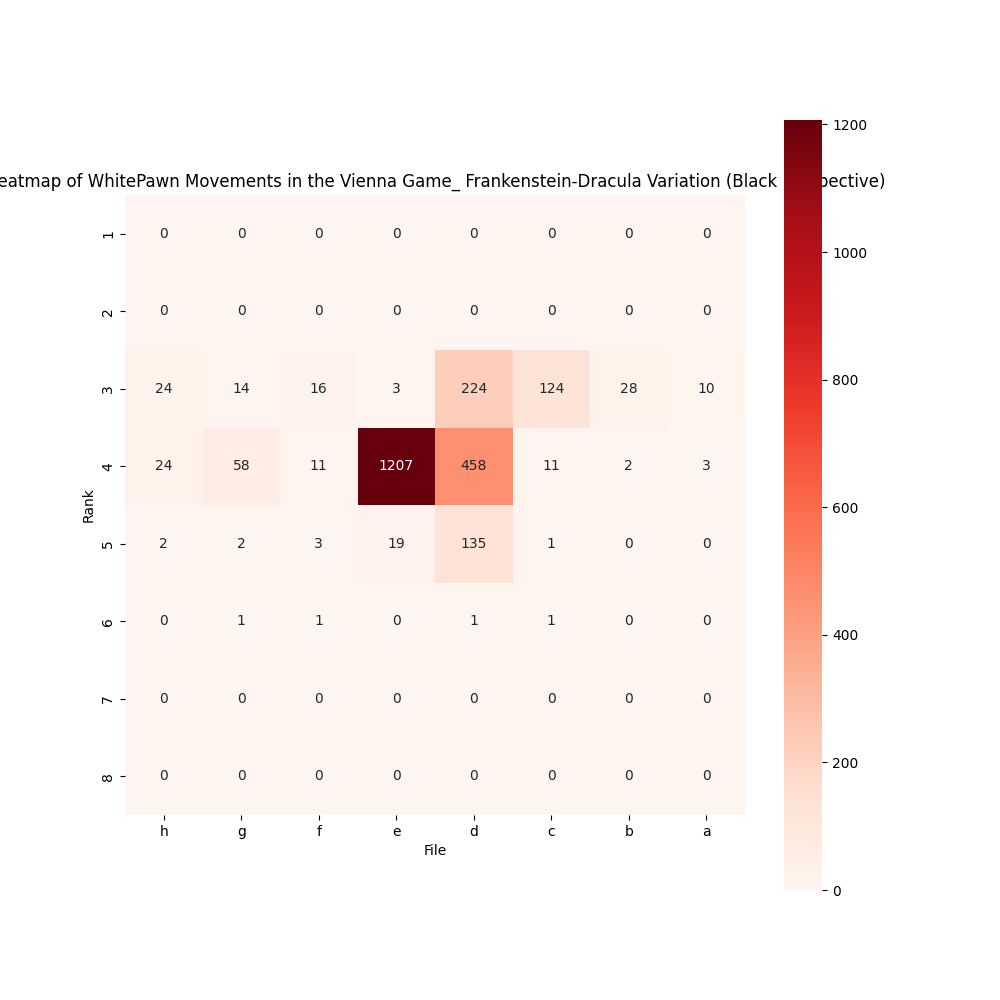 1200
eatmap of WhitePawn Movements in the Vienna Game_ Frankenstein-Dracula Variation (Black pective)
1 0 0 0 0 0 0 0 0
1000
2 0 0 0 0 0 0 0 0
3 24 14 16 3 224 124 28 10
800
4 24 58 11 1207 458 11 2 3
Rank
5 2 2 3 19 135 1 0 0
600
6 0 1 1 0 1 1 0 0
400
7 0 0 0 0 0 0 0 0
200
8 0 0 0 0 0 0 0 0
h g f e d c b a
File
0